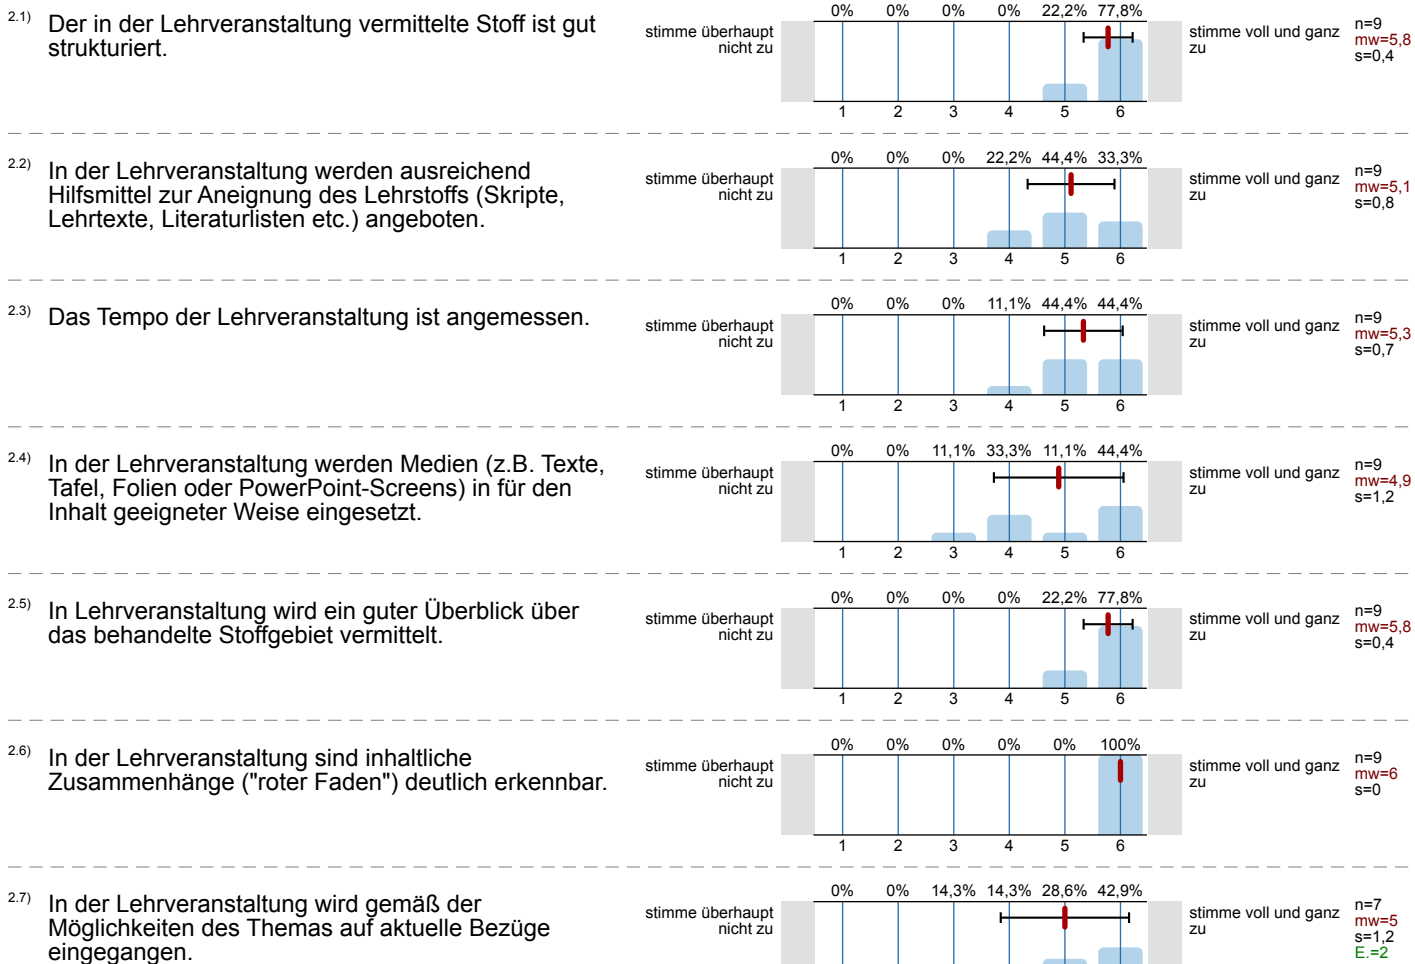 2.1) Der in der Lehrveranstaltung vermittelte Stoff ist gut
strukturiert.
stimme überhaupt
nicht zu
0% 0% 0% 0% 22,2% 77,8%
1 2 3 4 5 6
stimme voll und ganz
zu
n=9
mw=5,8
s=0,4
2.2) In der Lehrveranstaltung werden ausreichend
Hilfsmittel zur Aneignung des Lehrstoffs (Skripte,
Lehrtexte, Literaturlisten etc.) angeboten.
stimme überhaupt
nicht zu
0% 0% 0% 22,2% 44,4% 33,3%
1 2 3 4 5 6
stimme voll und ganz
zu
n=9
mw=5,1
s=0,8
2.3) Das Tempo der Lehrveranstaltung ist angemessen.
stimme überhaupt
nicht zu
0% 0% 0% 11,1% 44,4% 44,4%
1 2 3 4 5 6
stimme voll und ganz
zu
n=9
mw=5,3
s=0,7
2.4) In der Lehrveranstaltung werden Medien (z.B. Texte,
Tafel, Folien oder PowerPoint-Screens) in für den
Inhalt geeigneter Weise eingesetzt.
stimme überhaupt
nicht zu
0% 0% 11,1% 33,3% 11,1% 44,4%
1 2 3 4 5 6
stimme voll und ganz
zu
n=9
mw=4,9
s=1,2
2.5) In Lehrveranstaltung wird ein guter Überblick über
das behandelte Stoffgebiet vermittelt.
stimme überhaupt
nicht zu
0% 0% 0% 0% 22,2% 77,8%
1 2 3 4 5 6
stimme voll und ganz
zu
n=9
mw=5,8
s=0,4
2.6) In der Lehrveranstaltung sind inhaltliche
Zusammenhänge ("roter Faden") deutlich erkennbar.
stimme überhaupt
nicht zu
0% 0% 0% 0% 0% 100%
1 2 3 4 5 6
stimme voll und ganz
zu
n=9
mw=6
s=0
2.7) In der Lehrveranstaltung wird gemäß der
Möglichkeiten des Themas auf aktuelle Bezüge
eingegangen.
stimme überhaupt
nicht zu
0% 0% 14,3% 14,3% 28,6% 42,9%
stimme voll und ganz
zu
n=7
mw=5
s=1,2
E.=2